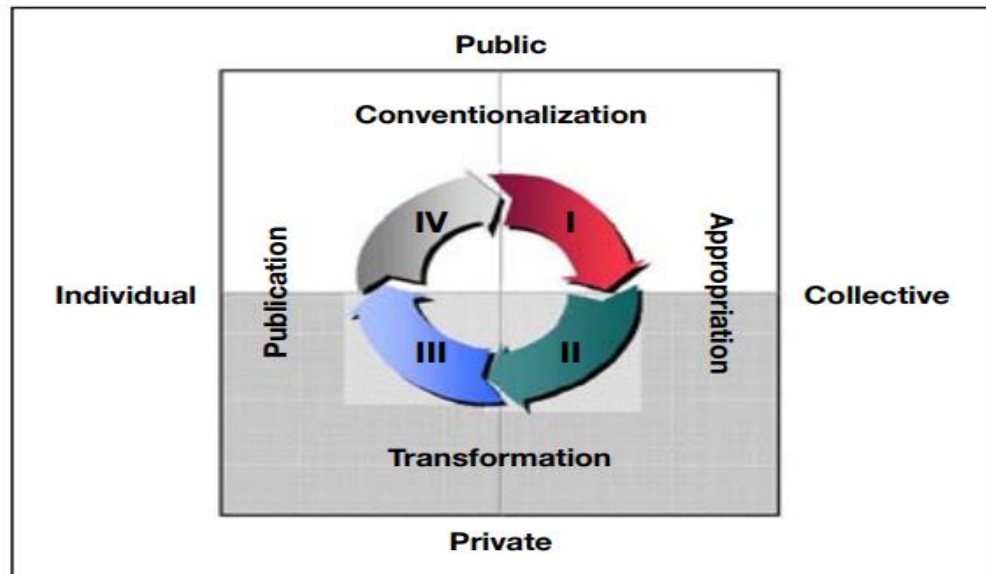 Public
Conventionalization
IV
I
Publication
Appropriation
Individual
Collective
III
II
Transformation
Private